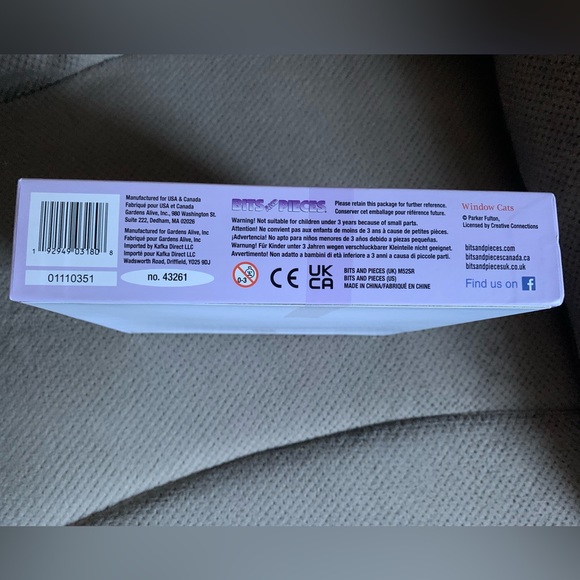 1 92949 03180 8
01110351
Manufactured for USA & Canada
Fabriqué pour USA et Canada
Gardens Alive, Inc., 980 Washington St.
Suite 222, Dedham, MA 02026
Manufactured for Gardens Alive, Inc
Fabriqué pour Gardens Alive, Inc
Imported by Kafka Direct LLC
Importé pour Kafka Direct LLC
Wadsworth Road, Driffield, YO25 9DJ
no. 43261
BITS and PIECES
Please retain this package for further reference.
Conserver cet emballage pour référence future.
Warning! Not suitable for children under 3 years because of small parts.
Attention! Ne convient pas aux enfants de moins de 3 ans à cause de petites pièces.
¡Advertencia! No apto para niños menores de 3 años debido a piezas pequeñas.
Warnung! Für Kinder unter 3 Jahren wegen verschluckbarer Kleinteile nicht geeignet.
Avvertimento! Non adatto a bambini di età inferiore a 3 anni a causa di piccole parti.
0-3
CE
UK
CA
BITS AND PIECES (UK) M52SR
BITS AND PIECES (US)
MADE IN CHINA/FABRIQUÉ EN CHINE
Window Cats
© Parker Fulton,
Licensed by Creative Connections
bitsandpieces.com
bitsandpiecescanada.ca
bitsandpiecesuk.co.uk
Find us on f